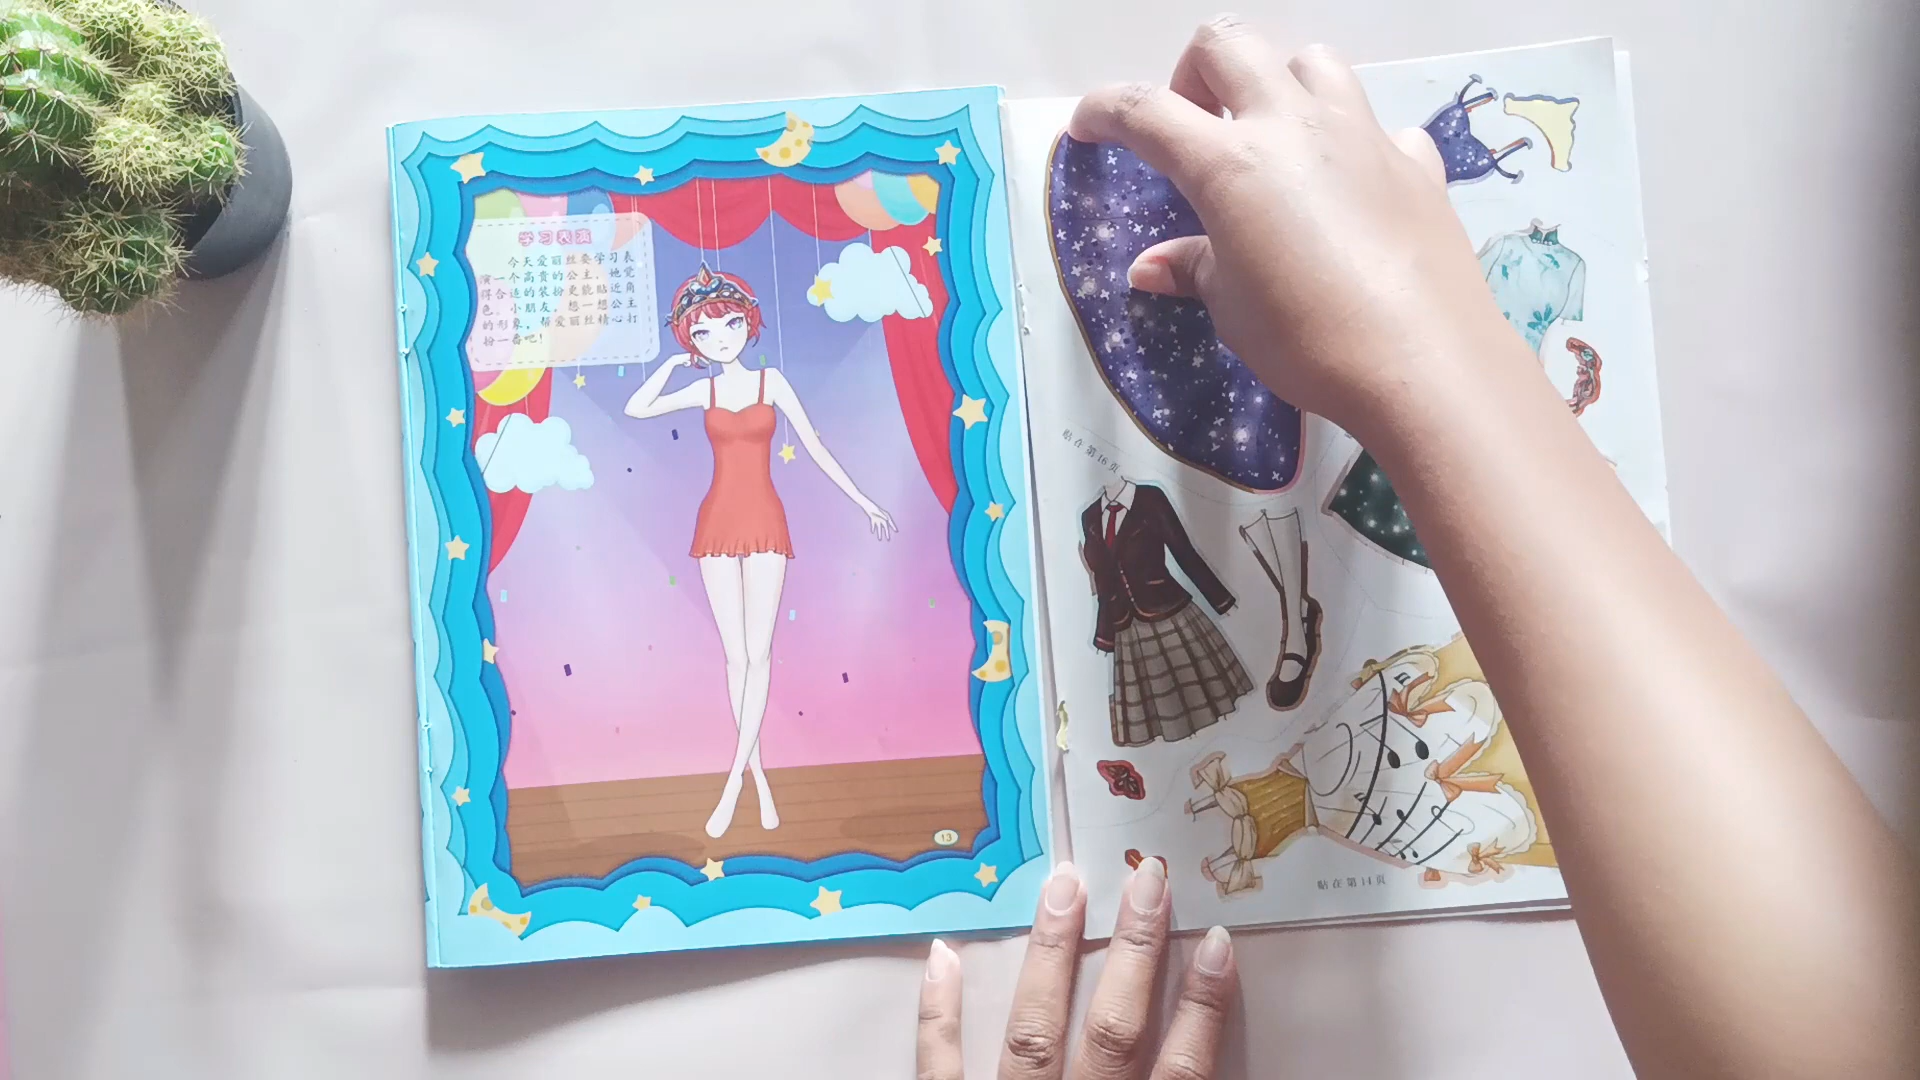 学习表演
今天爱丽丝要学习表
演一个高贵的公主，她觉
得合适的装扮更能贴近角
色。小朋友，想一想公主
的形象，帮爱丽丝精心打
扮一番吧！
13
贴在第16页
贴在第14页